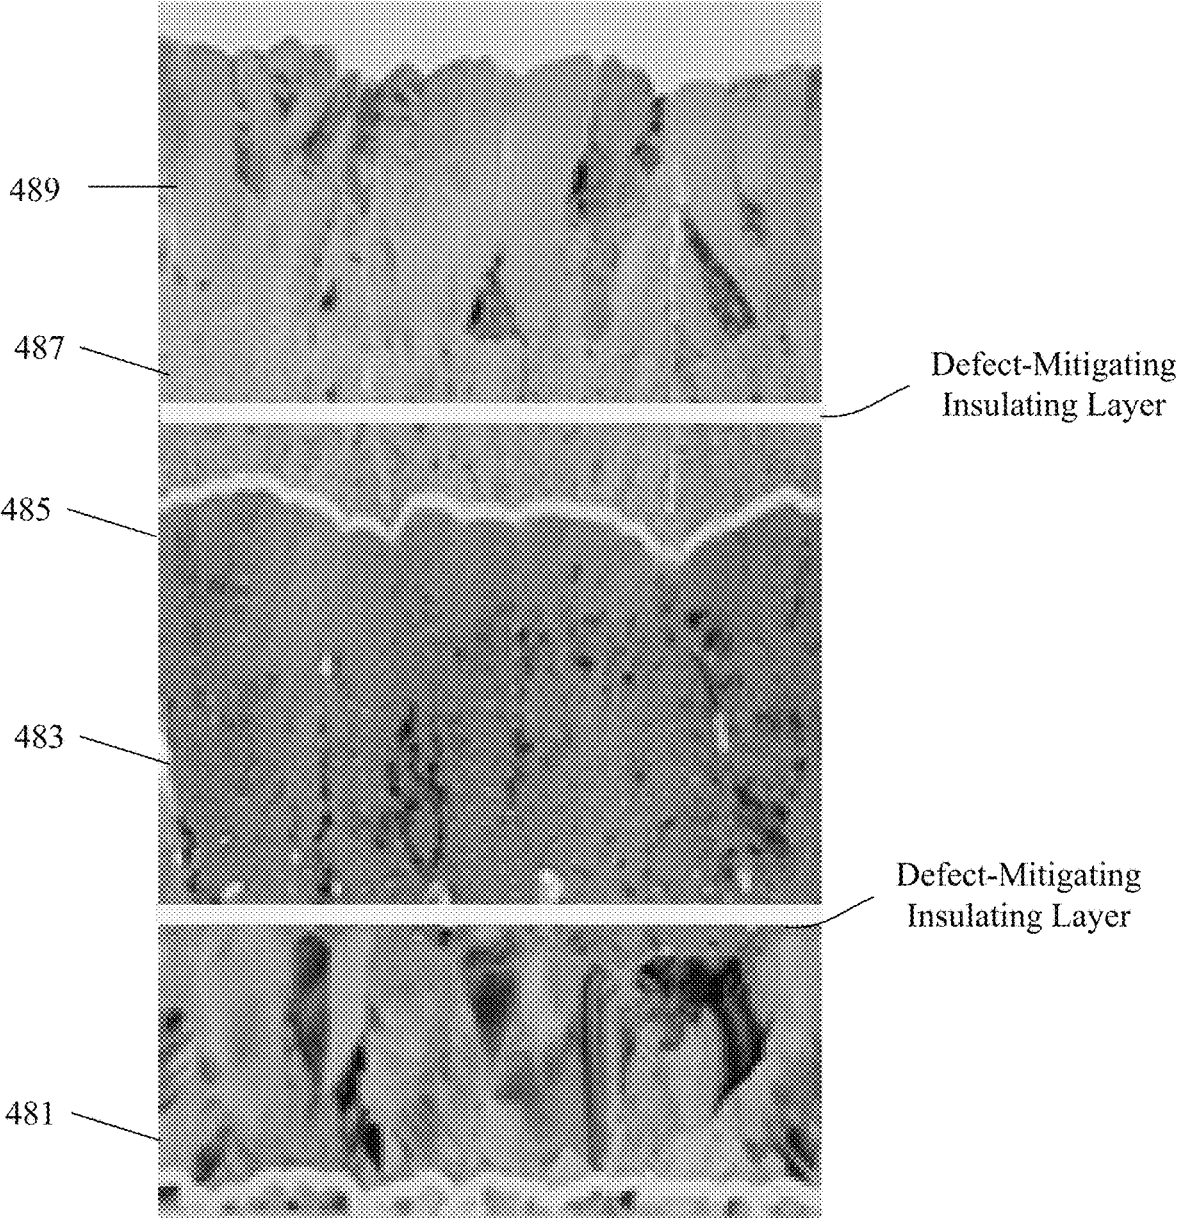 489
487
Defect-Mitigating
Insulating Layer
485
483
Defect-Mitigating
Insulating Layer
481